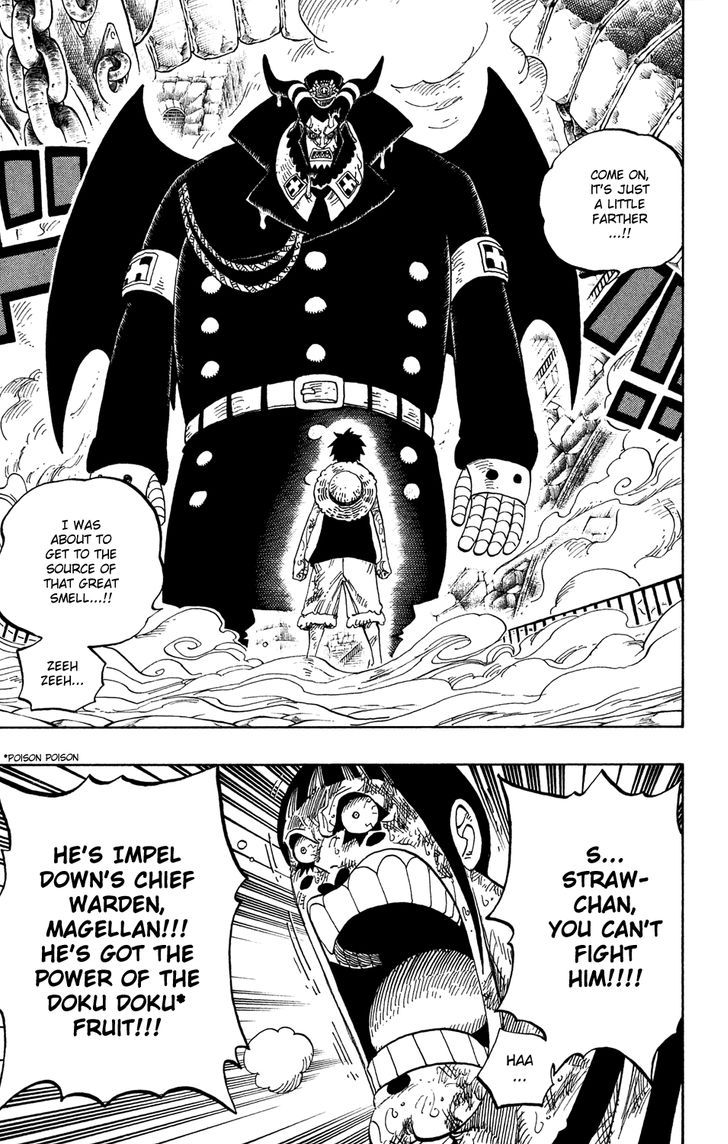 COME ON,
IT'S JUST
A LITTLE
FARTHER
...!!
I WAS
ABOUT TO
GET TO THE
SOURCE OF
THAT GREAT
SMELL...!!
ZEEH
ZEEH...
*POISON POISON
S...
STRAW-
CHAN,
YOU CAN'T
FIGHT
HIM!!!!
HAA
...
HE'S IMPEL
DOWN'S CHIEF
WARDEN,
MAGELLAN!!!
HE'S GOT THE
POWER OF THE
DOKU DOKU*
FRUIT!!!